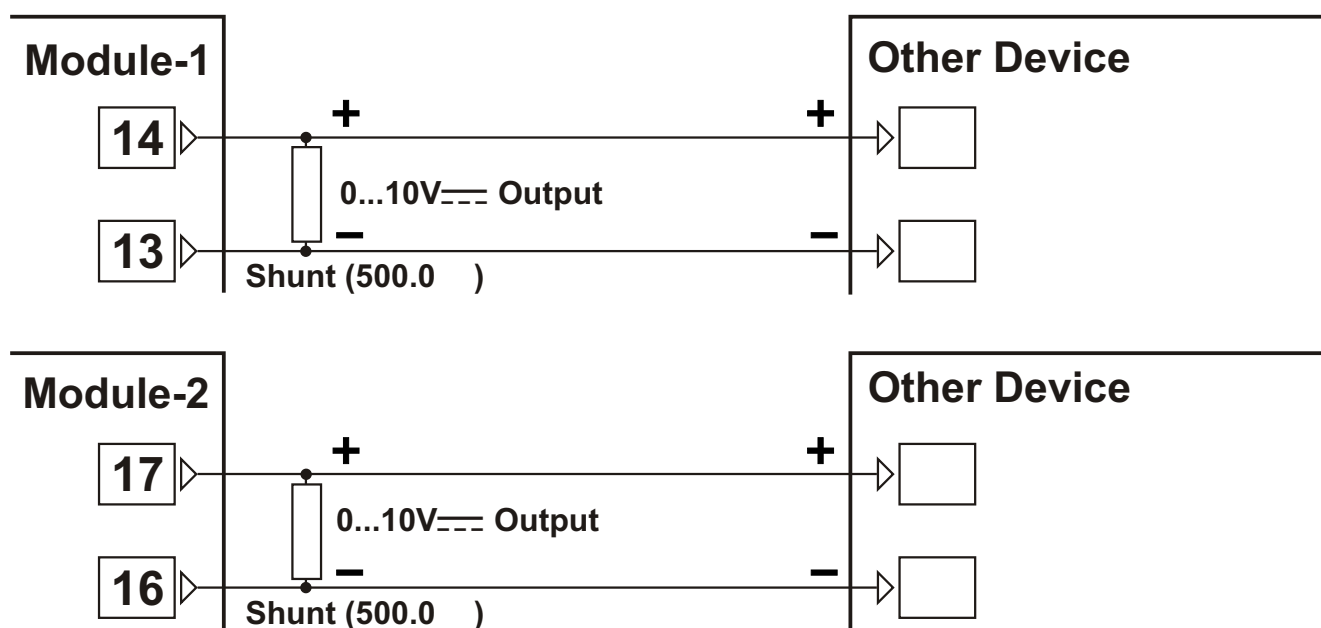 Module-1
Other Device
+ +
14
0...10V⎓ Output
13
− −
Shunt (500.0 )
Module-2
Other Device
+ +
17
0...10V⎓ Output
16
− −
Shunt (500.0 )